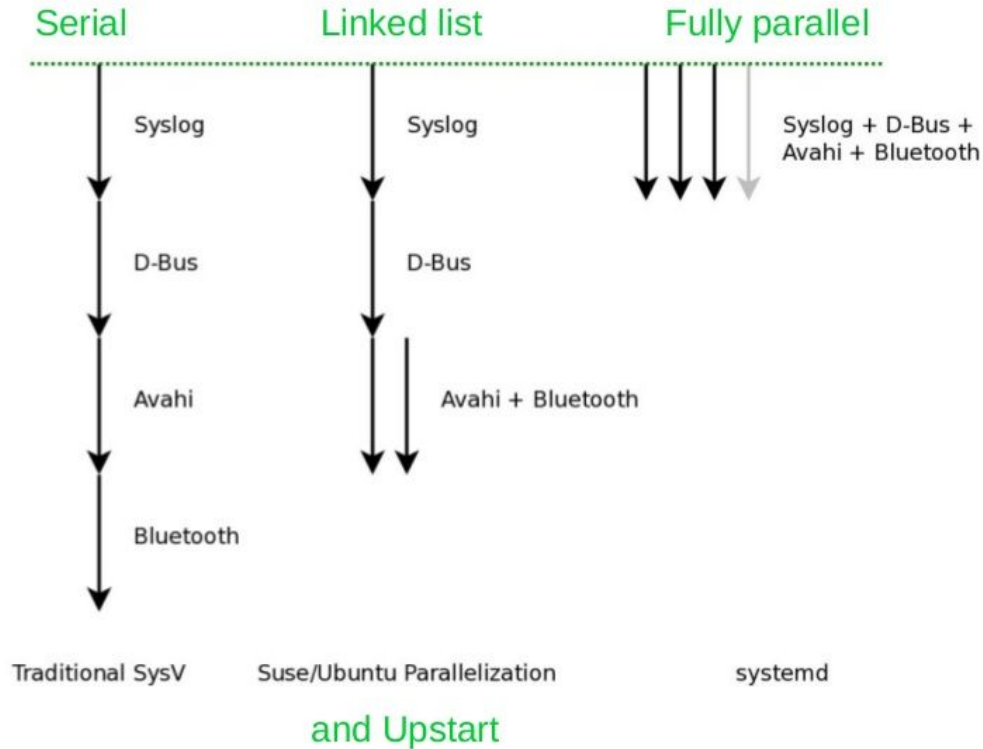 Serial
Linked list
Fully parallel
Syslog
Syslog
Syslog + D-Bus +
Avahi + Bluetooth
D-Bus
D-Bus
Avahi
Avahi + Bluetooth
Bluetooth
Traditional SysV
Suse/Ubuntu Parallelization
systemd
and Upstart